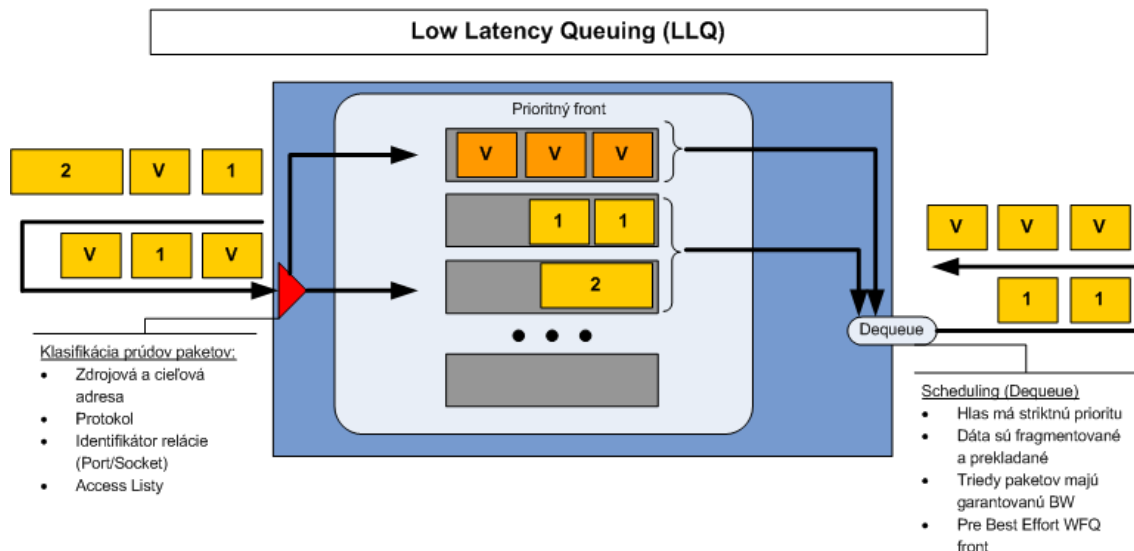 Low Latency Queuing (LLQ)
Prioritný front
V V V
2 V 1
1 1
V 1 V
2
V V V
1 1
Dequeue
Klasifikácia prúdov paketov:
• Zdrojová a cieľová
adresa
• Protokol
• Identifikátor relácie
(Port/Socket)
• Access Listy
Scheduling (Dequeue)
• Hlas má striktnú prioritu
• Dáta sú fragmentované
a prekladané
• Triedy paketov majú
garantovanú BW
• Pre Best Effort WFQ
front